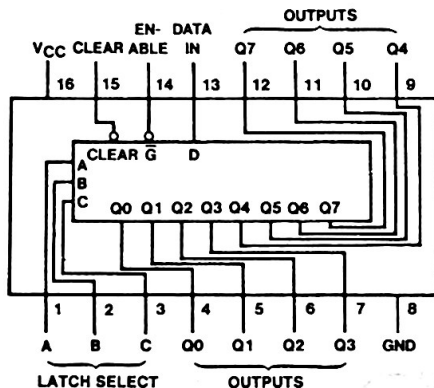 OUTPUTS
EN- DATA
VCC CLEAR ABLE IN Q7 Q6 Q5 Q4
16 15 14 13 12 11 10 9
CLEAR G̅ D
A
B
C
Q0 Q1 Q2 Q3 Q4 Q5 Q6 Q7
1 2 3 4 5 6 7 8
A B C Q0 Q1 Q2 Q3 GND
LATCH SELECT OUTPUTS